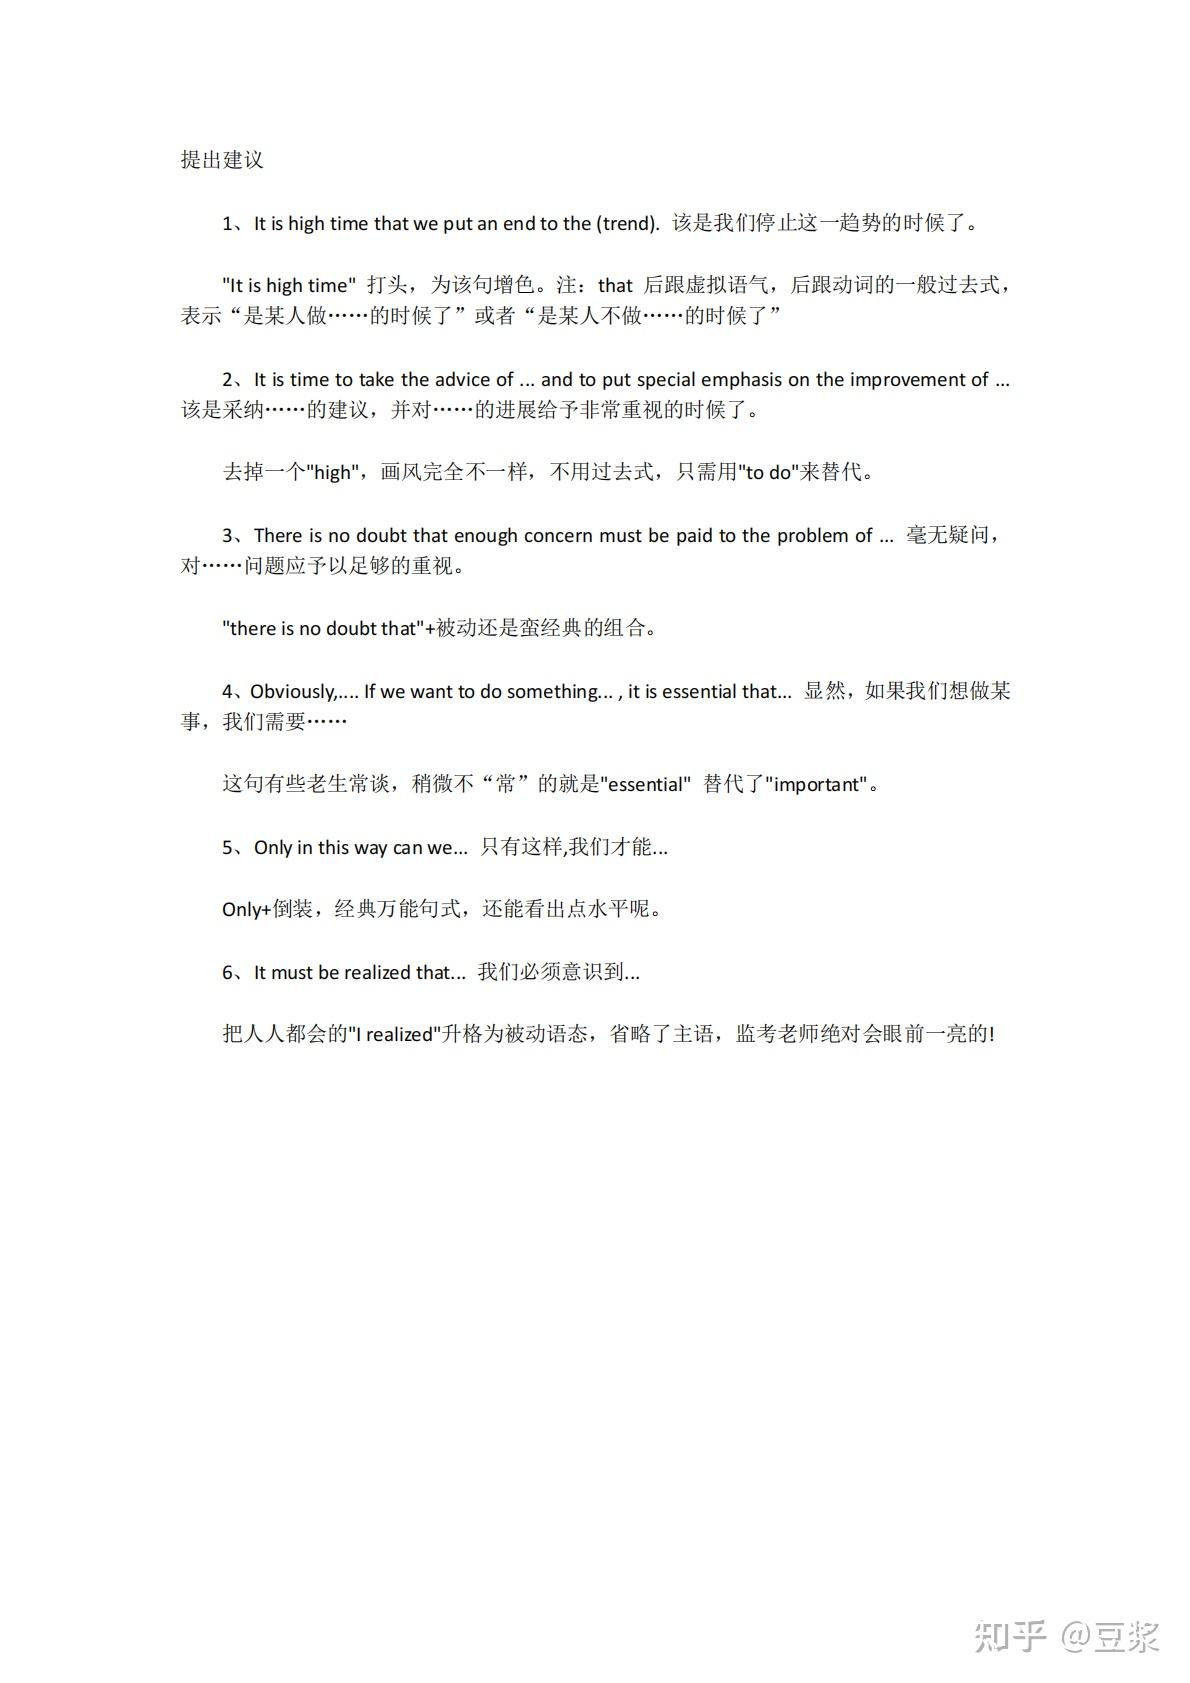 提出建议
1、It is high time that we put an end to the (trend). 该是我们停止这一趋势的时候了。
"It is high time" 打头，为该句增色。注：that 后跟虚拟语气，后跟动词的一般过去式，
表示“是某人做……的时候了”或者“是某人不做……的时候了”
2、It is time to take the advice of ... and to put special emphasis on the improvement of ...
该是采纳……的建议，并对……的进展给予非常重视的时候了。
去掉一个"high"，画风完全不一样，不用过去式，只需用"to do"来替代。
3、There is no doubt that enough concern must be paid to the problem of ... 毫无疑问，
对……问题应予以足够的重视。
"there is no doubt that"+被动还是蛮经典的组合。
4、Obviously,.... If we want to do something... , it is essential that... 显然，如果我们想做某
事，我们需要……
这句有些老生常谈，稍微不“常”的就是"essential" 替代了"important"。
5、Only in this way can we... 只有这样,我们才能...
Only+倒装，经典万能句式，还能看出点水平呢。
6、It must be realized that... 我们必须意识到...
把人人都会的"I realized"升格为被动语态，省略了主语，监考老师绝对会眼前一亮的!
知乎 @豆浆